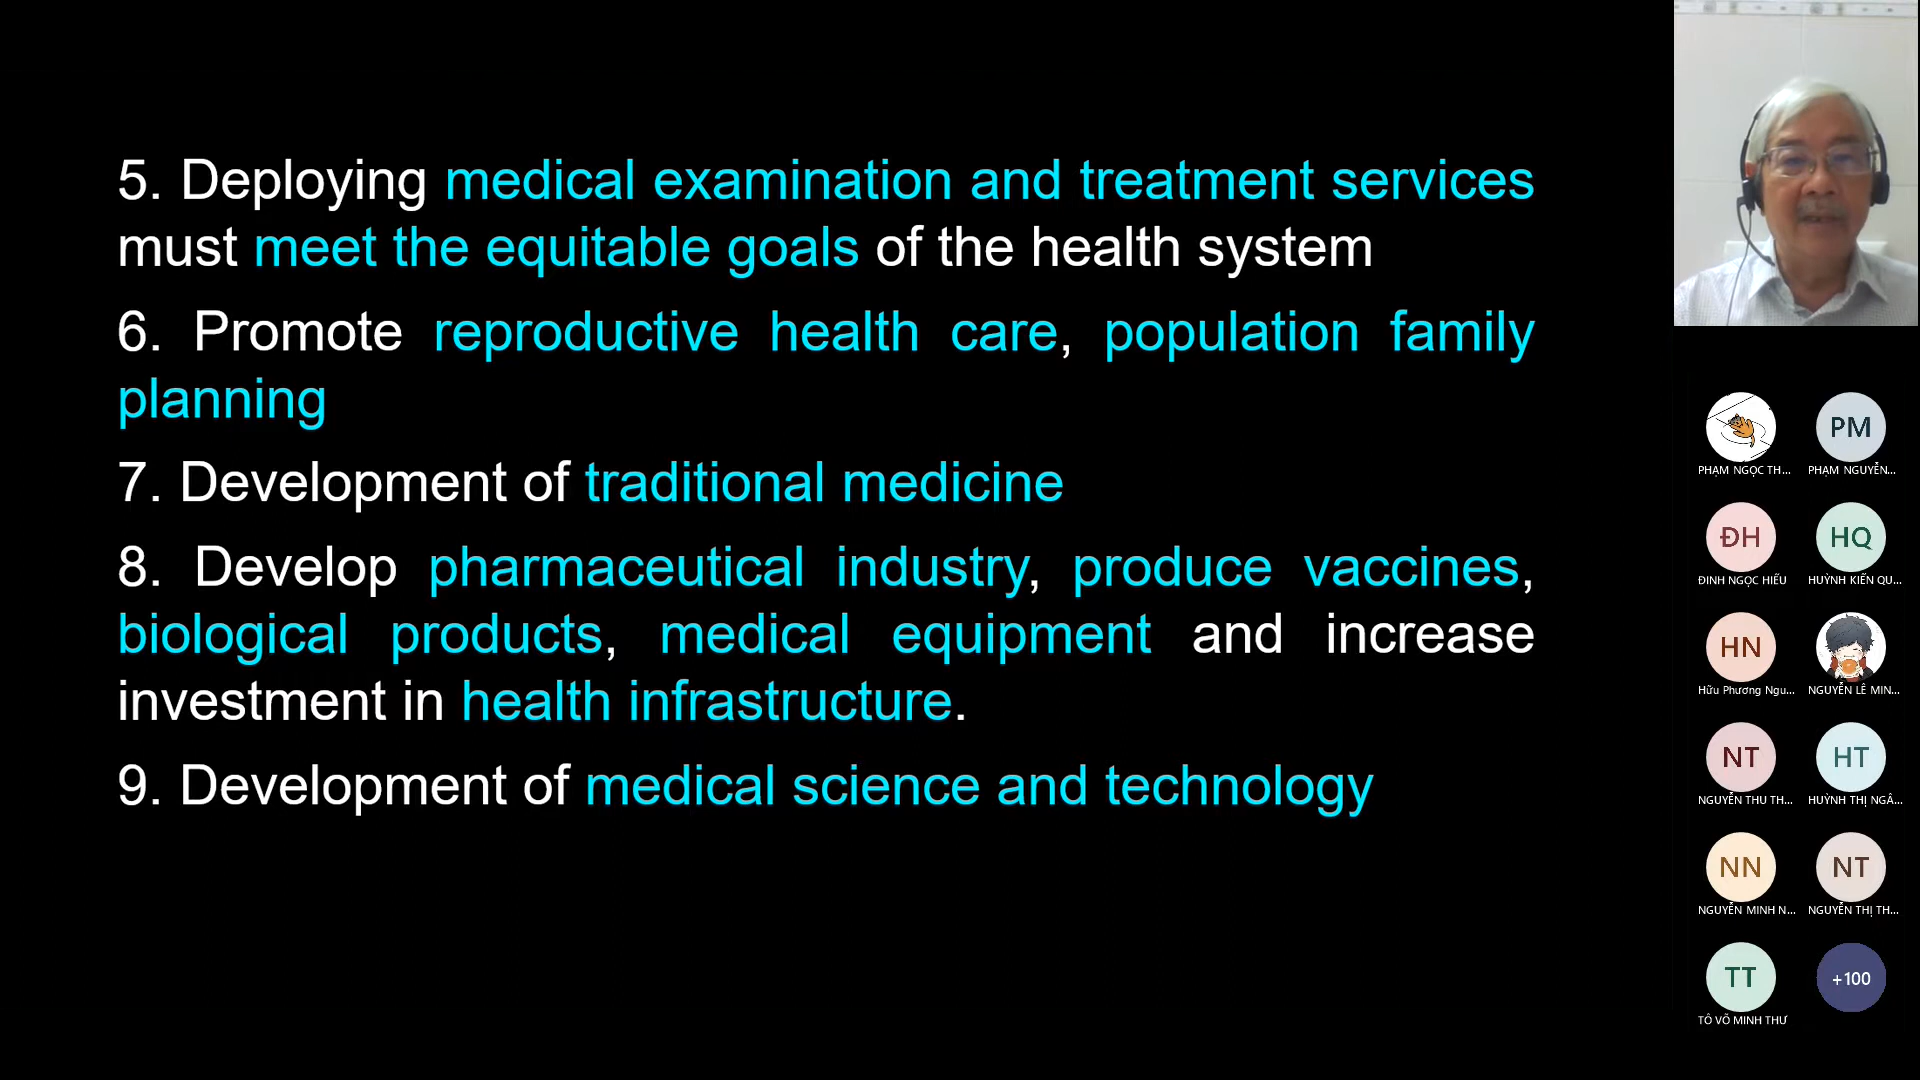 5. Deploying medical examination and treatment services
must meet the equitable goals of the health system
6. Promote reproductive health care, population family
planning
7. Development of traditional medicine
8. Develop pharmaceutical industry, produce vaccines,
biological products, medical equipment and increase
investment in health infrastructure.
9. Development of medical science and technology
PHẠM NGỌC TH...
PM
PHẠM NGUYỄN...
ĐH
ĐINH NGỌC HIẾU
HQ
HUỲNH KIẾN QU...
HN
Hữu Phương Ngu...
NGUYỄN LÊ MIN...
NT
NGUYỄN THU TH...
HT
HUỲNH THỊ NGÂ...
NN
NGUYỄN MINH N...
NT
NGUYỄN THỊ TH...
TT
TÔ VÕ MINH THƯ
+100